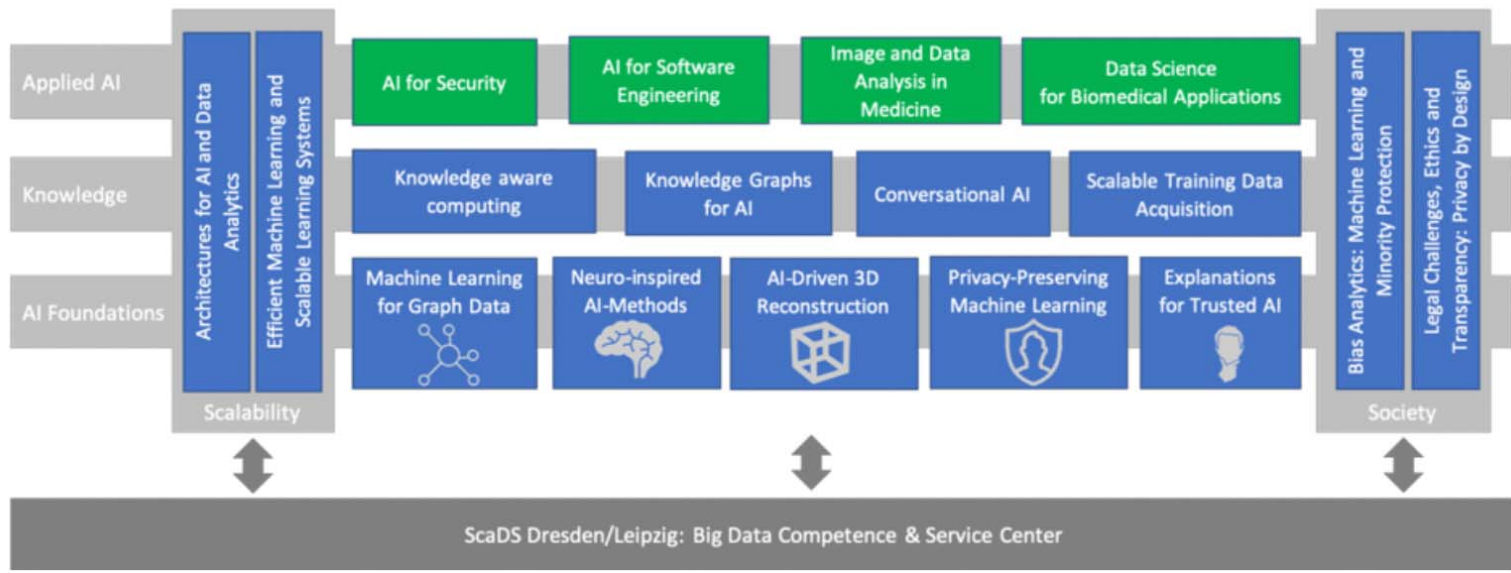 Applied AI
Knowledge
AI Foundations
Architectures for AI and Data
Analytics
Efficient Machine Learning and
Scalable Learning Systems
Scalability
AI for Security
AI for Software
Engineering
Image and Data
Analysis in
Medicine
Data Science
for Biomedical Applications
Knowledge aware
computing
Knowledge Graphs
for AI
Conversational AI
Scalable Training Data
Acquisition
Machine Learning
for Graph Data
Neuro-inspired
AI-Methods
AI-Driven 3D
Reconstruction
Privacy-Preserving
Machine Learning
Explanations
for Trusted AI
Bias Analytics: Machine Learning and
Minority Protection
Legal Challenges, Ethics and
Transparency: Privacy by Design
Society
ScaDS Dresden/Leipzig: Big Data Competence & Service Center